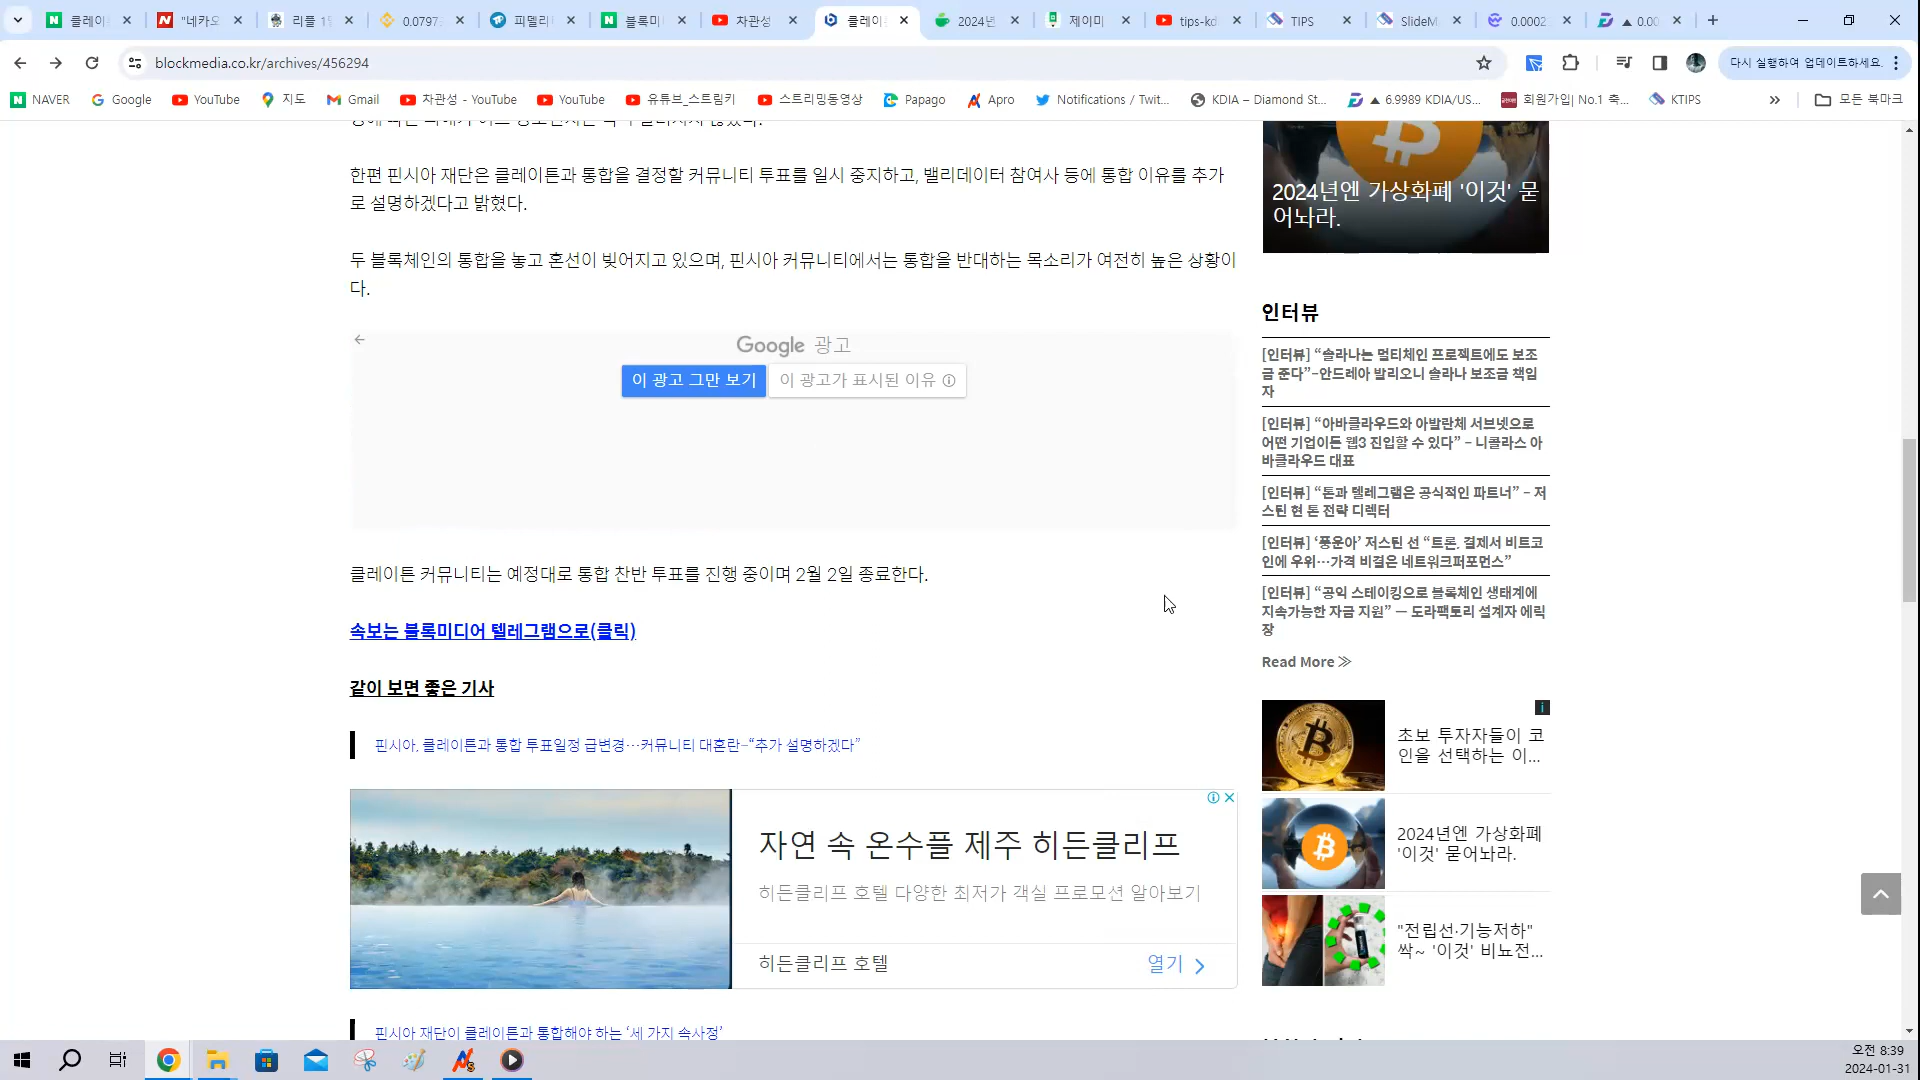 클레이튼
"네카오
리플 1
0.0797
피델리
블록미
차관성
클레이튼
2024년
제이미
tips-kd
TIPS
SlideM
0.0002
▲ 0.00
blockmedia.co.kr/archives/456294
다시 실행하여 업데이트하세요.
NAVER
Google
YouTube
지도
Gmail
차관성 - YouTube
YouTube
유튜브_스트림키
스트리밍동영상
Papago
Apro
Notifications / Twit...
KDIA – Diamond St...
▲ 6.9989 KDIA/US...
회원가입| No.1 축...
KTIPS
모든 북마크
한편 핀시아 재단은 클레이튼과 통합을 결정할 커뮤니티 투표를 일시 중지하고, 밸리데이터 참여사 등에 통합 이유를 추가
로 설명하겠다고 밝혔다.
두 블록체인의 통합을 놓고 혼선이 빚어지고 있으며, 핀시아 커뮤니티에서는 통합을 반대하는 목소리가 여전히 높은 상황이
다.
Google 광고
이 광고 그만 보기
이 광고가 표시된 이유
클레이튼 커뮤니티는 예정대로 통합 찬반 투표를 진행 중이며 2월 2일 종료한다.
속보는 블록미디어 텔레그램으로(클릭)
같이 보면 좋은 기사
핀시아, 클레이튼과 통합 투표일정 급변경…커뮤니티 대혼란–“추가 설명하겠다”
자연 속 온수풀 제주 히든클리프
히든클리프 호텔 다양한 최저가 객실 프로모션 알아보기
히든클리프 호텔
열기
핀시아 재단이 클레이튼과 통합해야 하는 ‘세 가지 속사정’
2024년엔 가상화폐 '이것' 묻
어놔라.
인터뷰
[인터뷰] “솔라나는 멀티체인 프로젝트에도 보조
금 준다”–안드레아 발리오니 솔라나 보조금 책임
자
[인터뷰] “아바클라우드와 아발란체 서브넷으로
어떤 기업이든 웹3 진입할 수 있다” – 니콜라스 아
바클라우드 대표
[인터뷰] “톤과 텔레그램은 공식적인 파트너” – 저
스틴 현 톤 전략 디렉터
[인터뷰] ‘풍운아’ 저스틴 선 “트론, 결제서 비트코
인에 우위…가격 비결은 네트워크퍼포먼스”
[인터뷰] “공익 스테이킹으로 블록체인 생태계에
지속가능한 자금 지원” — 도라팩토리 설계자 에릭
장
Read More ≫
초보 투자자들이 코
인을 선택하는 이...
2024년엔 가상화폐
'이것' 묻어놔라.
"전립선·기능저하"
싹~ '이것' 비뇨전...
오전 8:39
2024-01-31